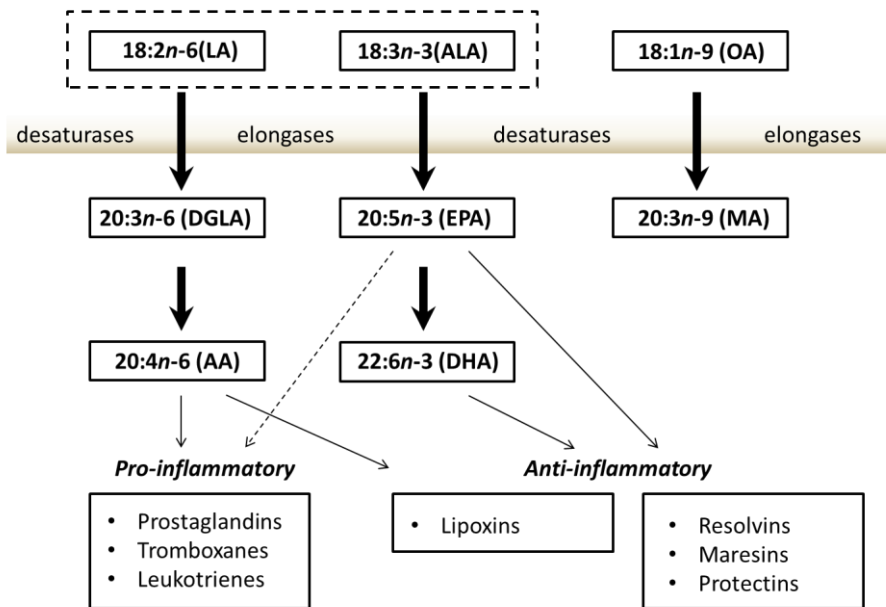 18:2n-6(LA) 18:3n-3(ALA) 18:1n-9 (OA)
desaturases elongases desaturases elongases
20:3n-6 (DGLA) 20:5n-3 (EPA) 20:3n-9 (MA)
20:4n-6 (AA) 22:6n-3 (DHA)
Pro-inflammatory Anti-inflammatory
• Prostaglandins
• Tromboxanes
• Leukotrienes
• Lipoxins
• Resolvins
• Maresins
• Protectins